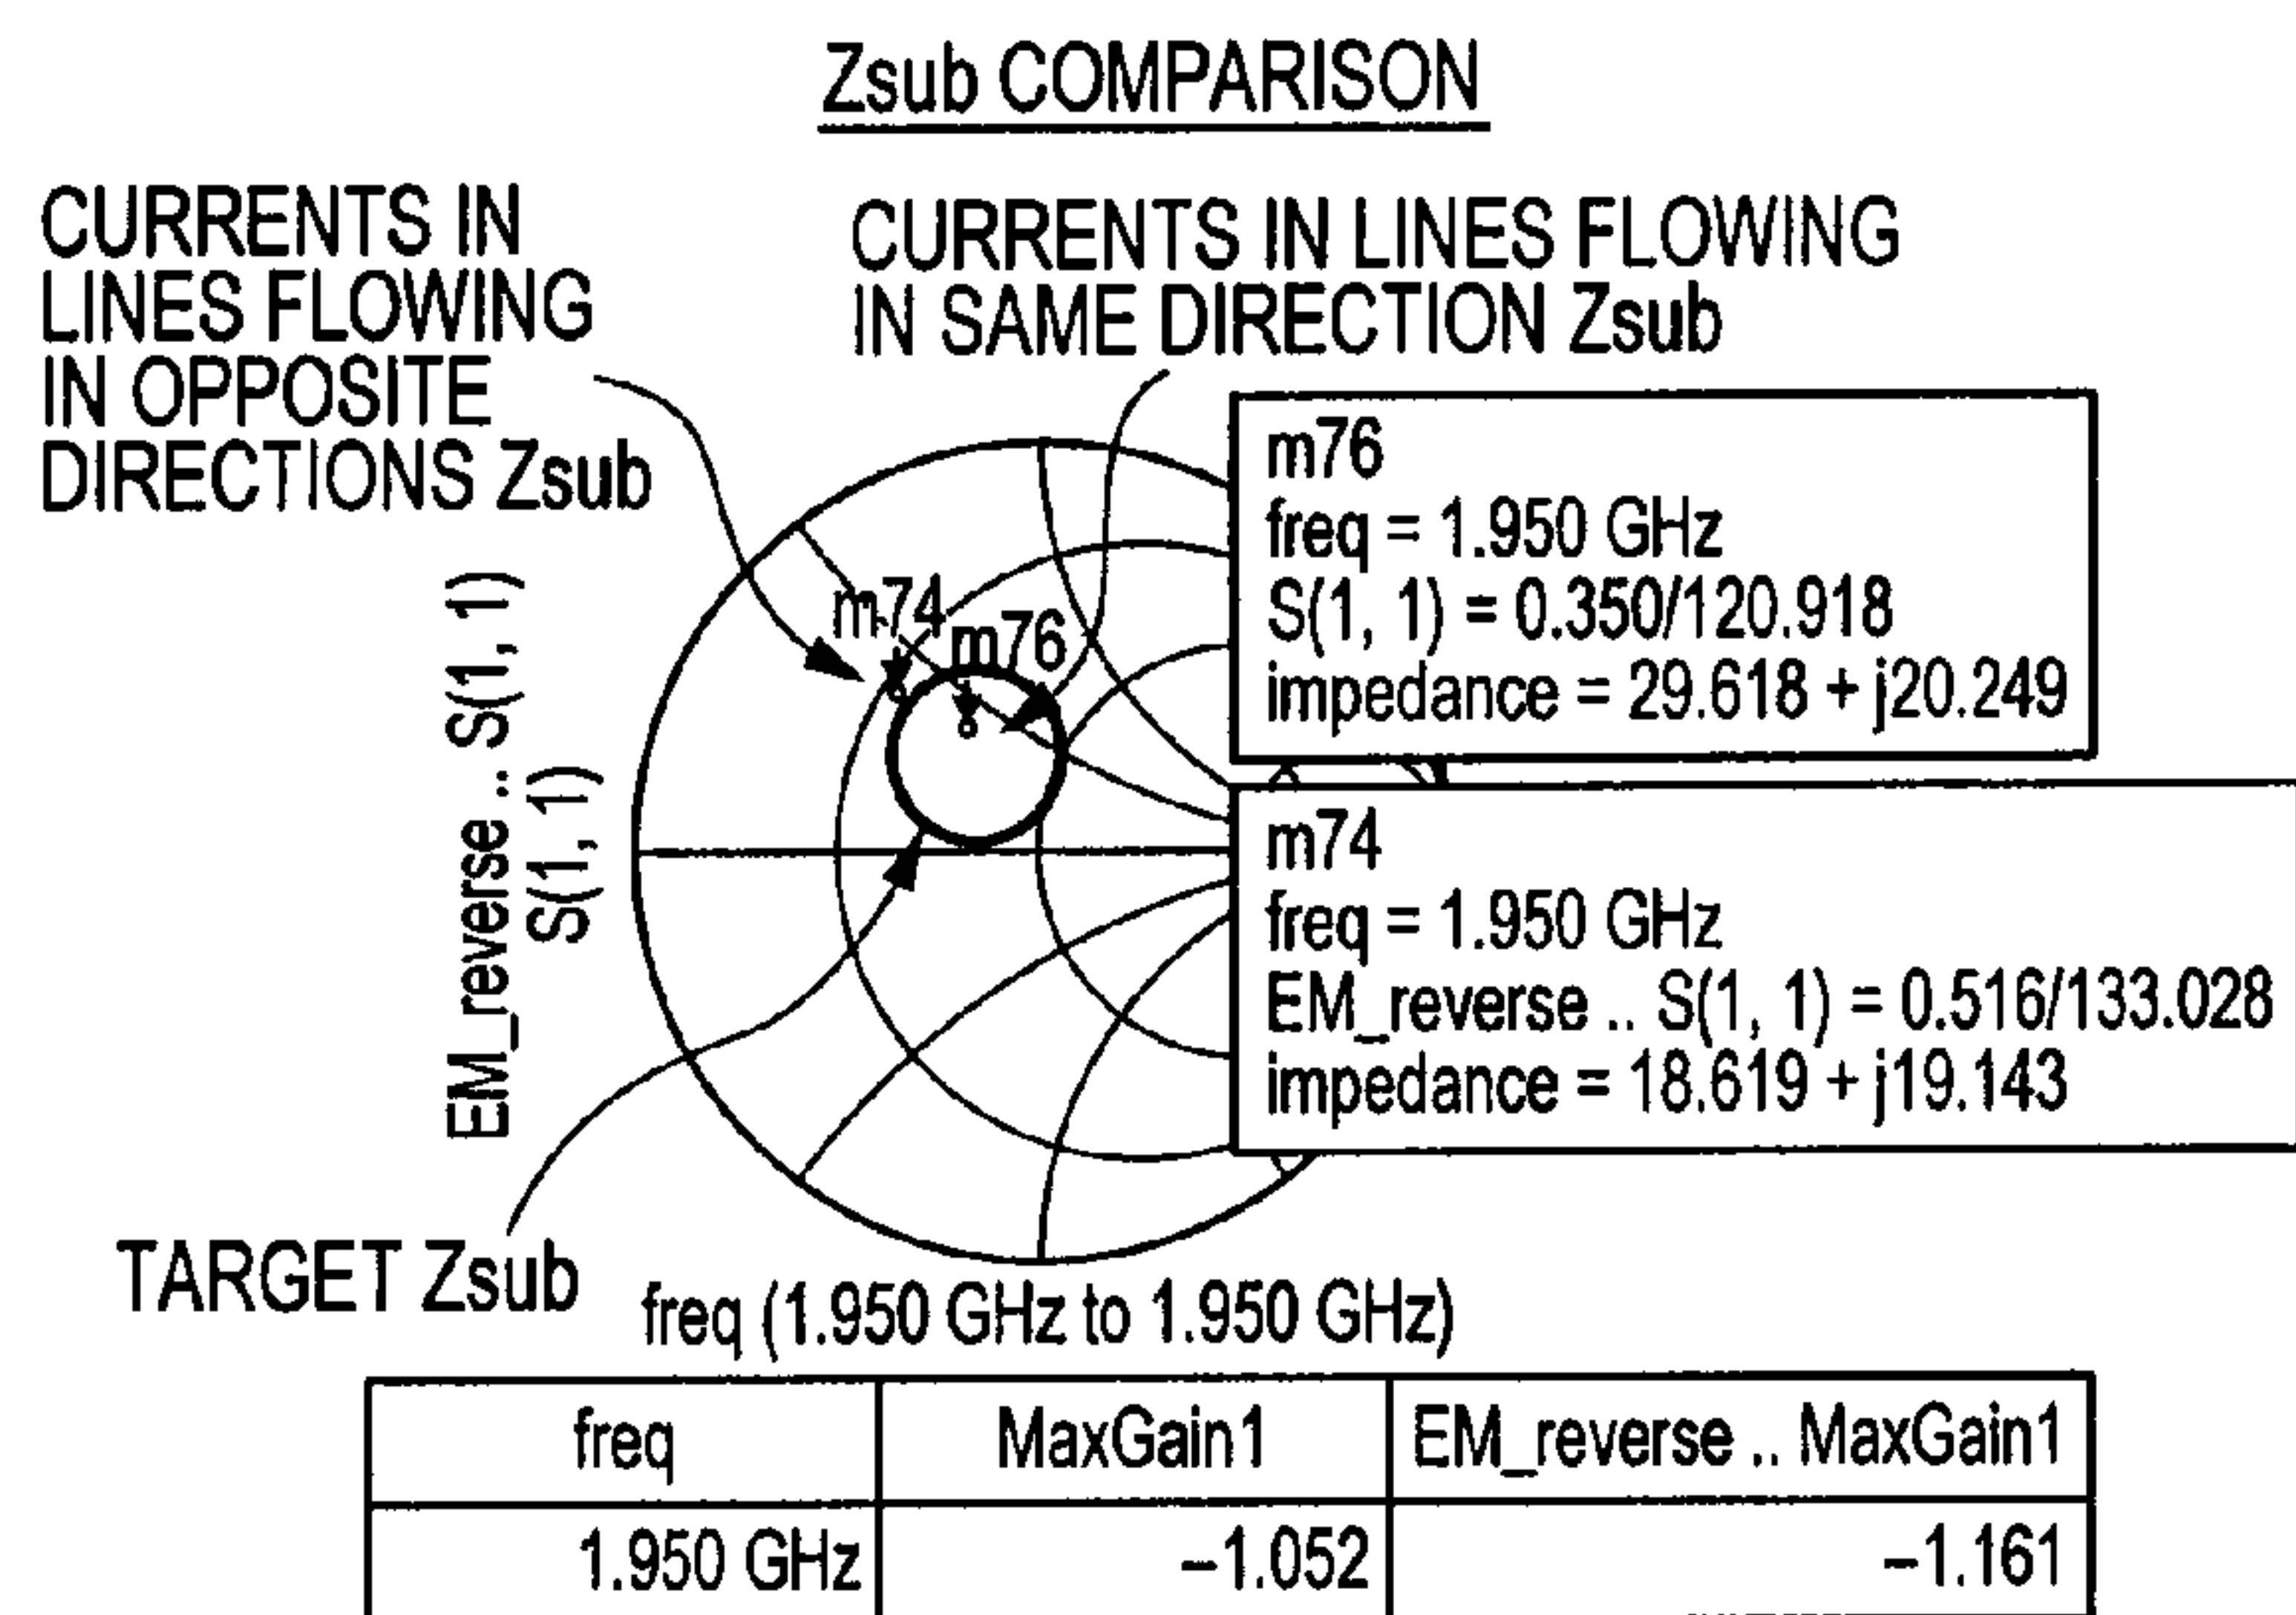 Zsub COMPARISON
CURRENTS IN
LINES FLOWING
IN OPPOSITE
DIRECTIONS Zsub
CURRENTS IN LINES FLOWING
IN SAME DIRECTION Zsub
m76
freq = 1.950 GHz
S(1, 1) = 0.350/120.918
impedance = 29.618 + j20.249
m74
m76
EM_reverse .. S(1, 1)
S(1, 1)
m74
freq = 1.950 GHz
EM_reverse .. S(1, 1) = 0.516/133.028
impedance = 18.619 + j19.143
TARGET Zsub
freq (1.950 GHz to 1.950 GHz)
freq MaxGain1 EM_reverse .. MaxGain1
1.950 GHz –1.052 –1.161